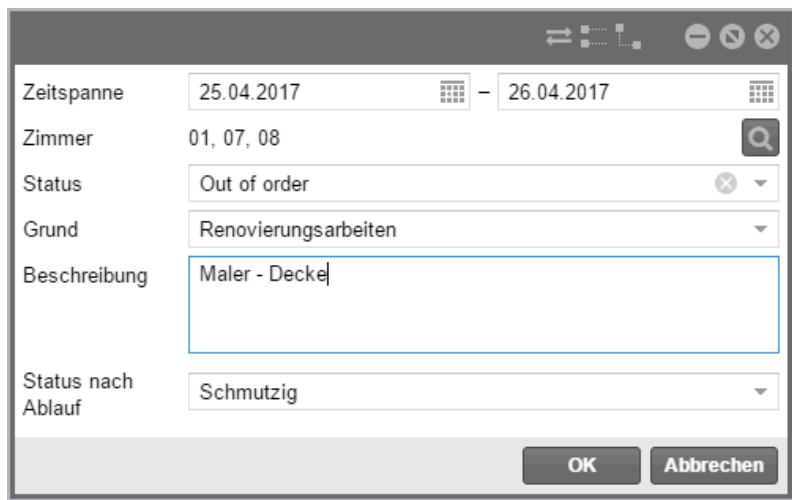 Zeitspanne 25.04.2017 – 26.04.2017
Zimmer 01, 07, 08
Status Out of order
Grund Renovierungsarbeiten
Beschreibung Maler - Decke
Status nach
Ablauf Schmutzig
OK Abbrechen